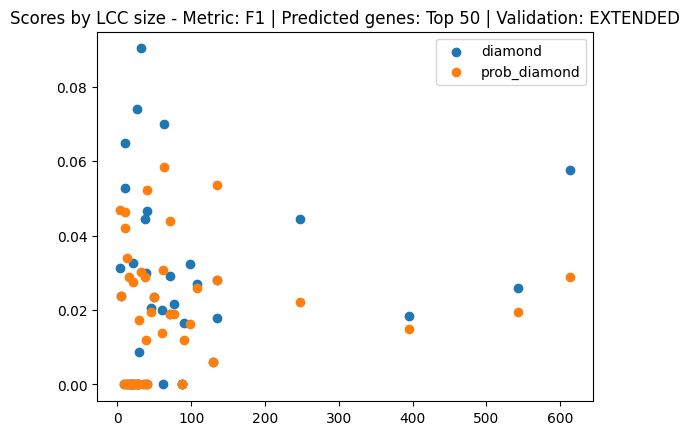 Scores by LCC size - Metric: F1 | Predicted genes: Top 50 | Validation: EXTENDED
diamond
prob_diamond
0.08
0.06
0.04
0.02
0.00
0 100 200 300 400 500 600